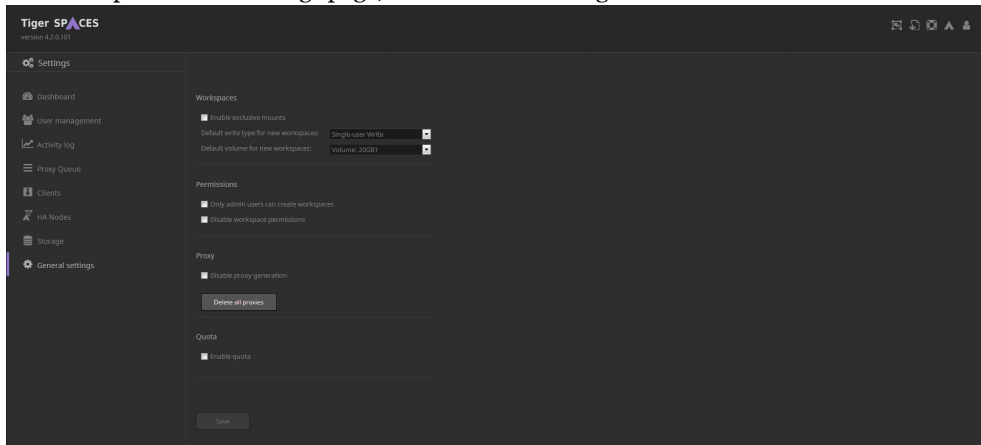 Tiger SPACES
version 4.2.0.101
Settings
Dashboard
User management
Activity log
Proxy Queue
Clients
HA Nodes
Storage
General settings
Workspaces
Enable exclusive mounts
Default write type for new workspaces: Single-user Write
Default volume for new workspaces: Volume: 20GB1
Permissions
Only admin users can create workspaces
Disable workspace permissions
Proxy
Disable proxy generation
Delete all proxies
Quota
Enable quota
Save